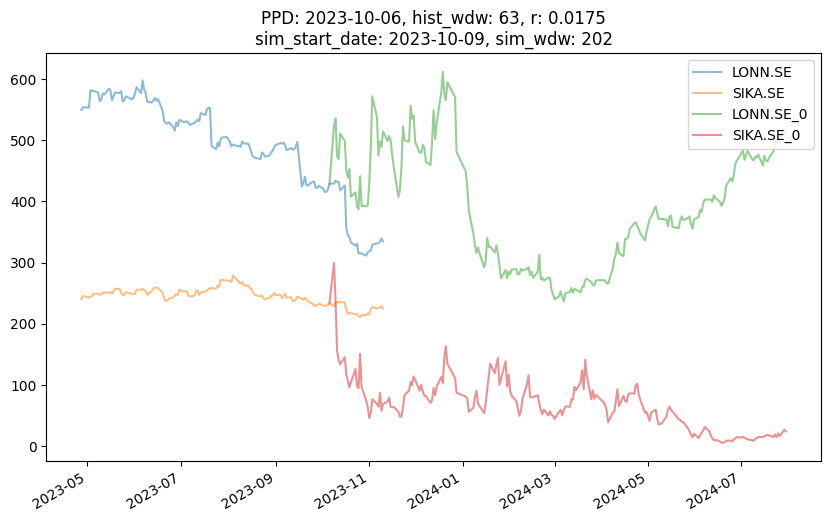 PPD: 2023-10-06, hist_wdw: 63, r: 0.0175
sim_start_date: 2023-10-09, sim_wdw: 202
LONN.SE
SIKA.SE
LONN.SE_0
SIKA.SE_0
600
500
400
300
200
100
0
2023-05
2023-07
2023-09
2023-11
2024-01
2024-03
2024-05
2024-07